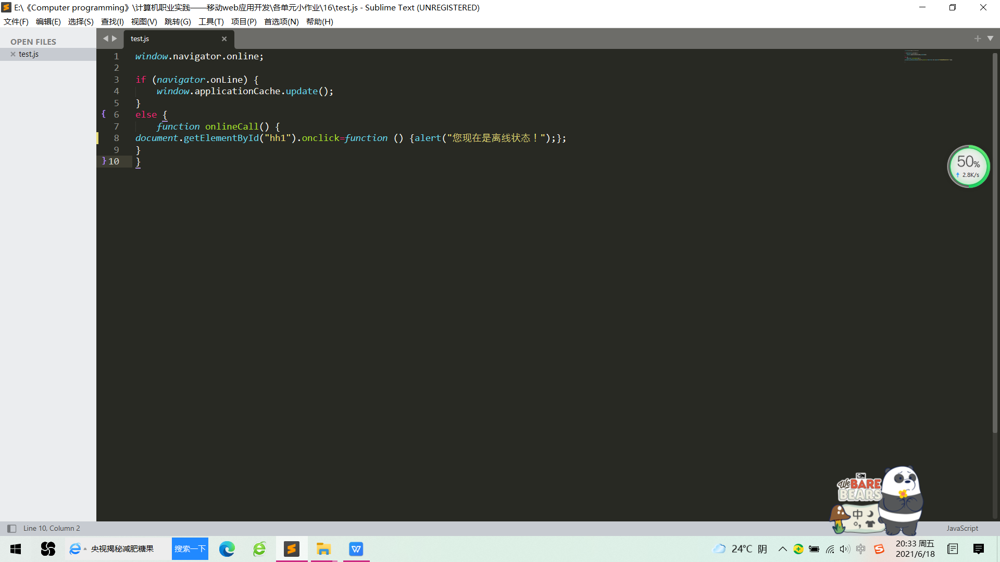 E:\《Computer programming》\计算机职业实践——移动web应用开发\各单元小作业\16\test.js - Sublime Text (UNREGISTERED)
文件(F) 编辑(E) 选择(S) 查找(I) 视图(V) 跳转(G) 工具(T) 项目(P) 首选项(N) 帮助(H)
OPEN FILES
test.js
test.js
1 window.navigator.online;
2
3 if (navigator.onLine) {
4 window.applicationCache.update();
5 }
6 else {
7 function onlineCall() {
8 document.getElementById("hh1").onclick=function () {alert("您现在是离线状态！");};
9 }
10 }
50%
2.8K/s
CN
We BARE BEARS
中
Line 10, Column 2
JavaScript
央视揭秘减肥糖果
搜索一下
24°C 阴
中
20:33 周五
2021/6/18